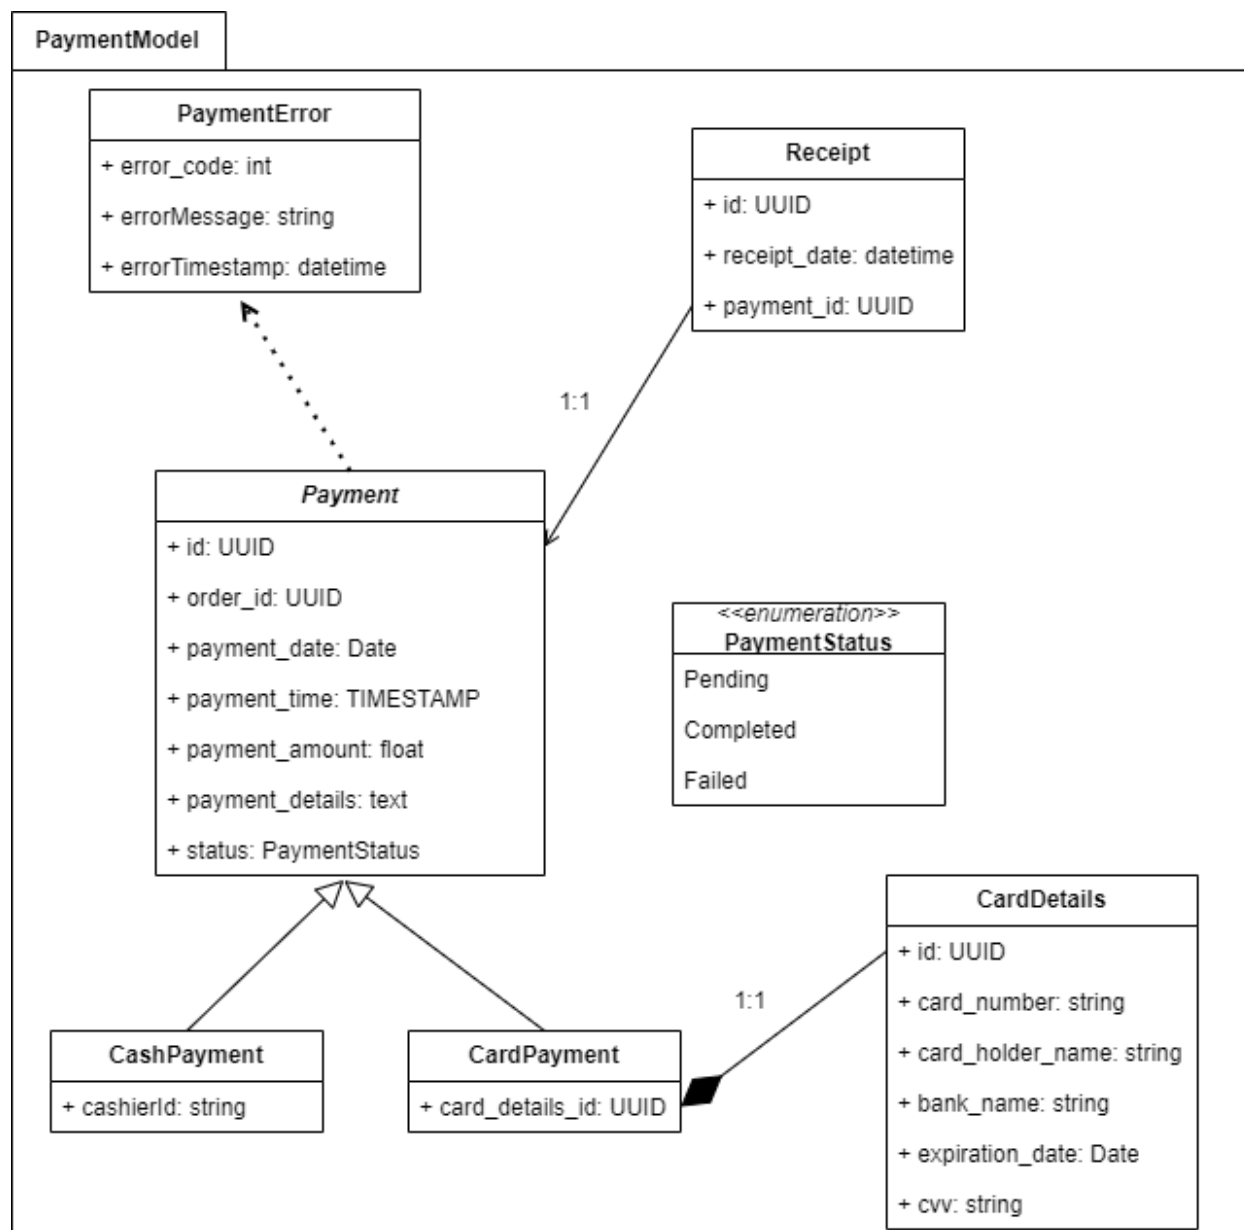 PaymentModel
PaymentError
+ error_code: int
+ errorMessage: string
+ errorTimestamp: datetime
Receipt
+ id: UUID
+ receipt_date: datetime
+ payment_id: UUID
1:1
Payment
+ id: UUID
+ order_id: UUID
+ payment_date: Date
+ payment_time: TIMESTAMP
+ payment_amount: float
+ payment_details: text
+ status: PaymentStatus
<<enumeration>>
PaymentStatus
Pending
Completed
Failed
CashPayment
+ cashierId: string
CardPayment
+ card_details_id: UUID
1:1
CardDetails
+ id: UUID
+ card_number: string
+ card_holder_name: string
+ bank_name: string
+ expiration_date: Date
+ cvv: string